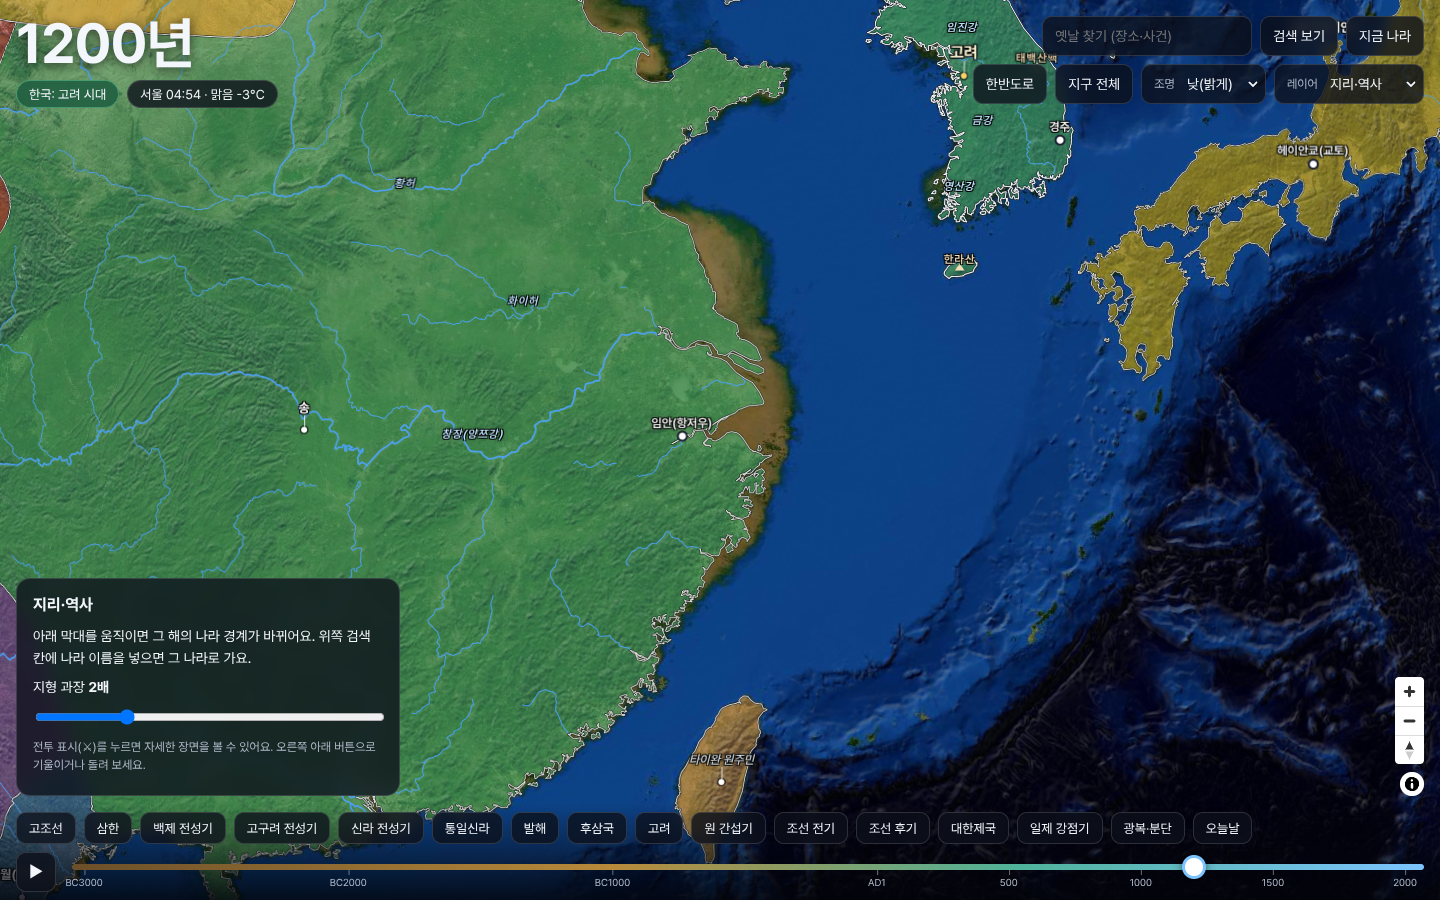 1200년
한국: 고려 시대
서울 04:54 · 맑음 -3°C
옛날 찾기 (장소·사건)
검색 보기
지금 나라
한반도로
지구 전체
조명 낮(밝게)
레이어 지리·역사
임진강
고려
태백산맥
금강
경주
영산강
한라산
헤이안쿄(교토)
황허
화이허
송
창장(양쯔강)
임안(항저우)
타이완 원주민
지리·역사
아래 막대를 움직이면 그 해의 나라 경계가 바뀌어요. 위쪽 검색
칸에 나라 이름을 넣으면 그 나라로 가요.
지형 과장 2배
전투 표시(⚔)를 누르면 자세한 장면을 볼 수 있어요. 오른쪽 아래 버튼으로
기울이거나 돌려 보세요.
고조선
삼한
백제 전성기
고구려 전성기
신라 전성기
통일신라
발해
후삼국
고려
원 간섭기
조선 전기
조선 후기
대한제국
일제 강점기
광복·분단
오늘날
BC3000
BC2000
BC1000
AD1
500
1000
1500
2000